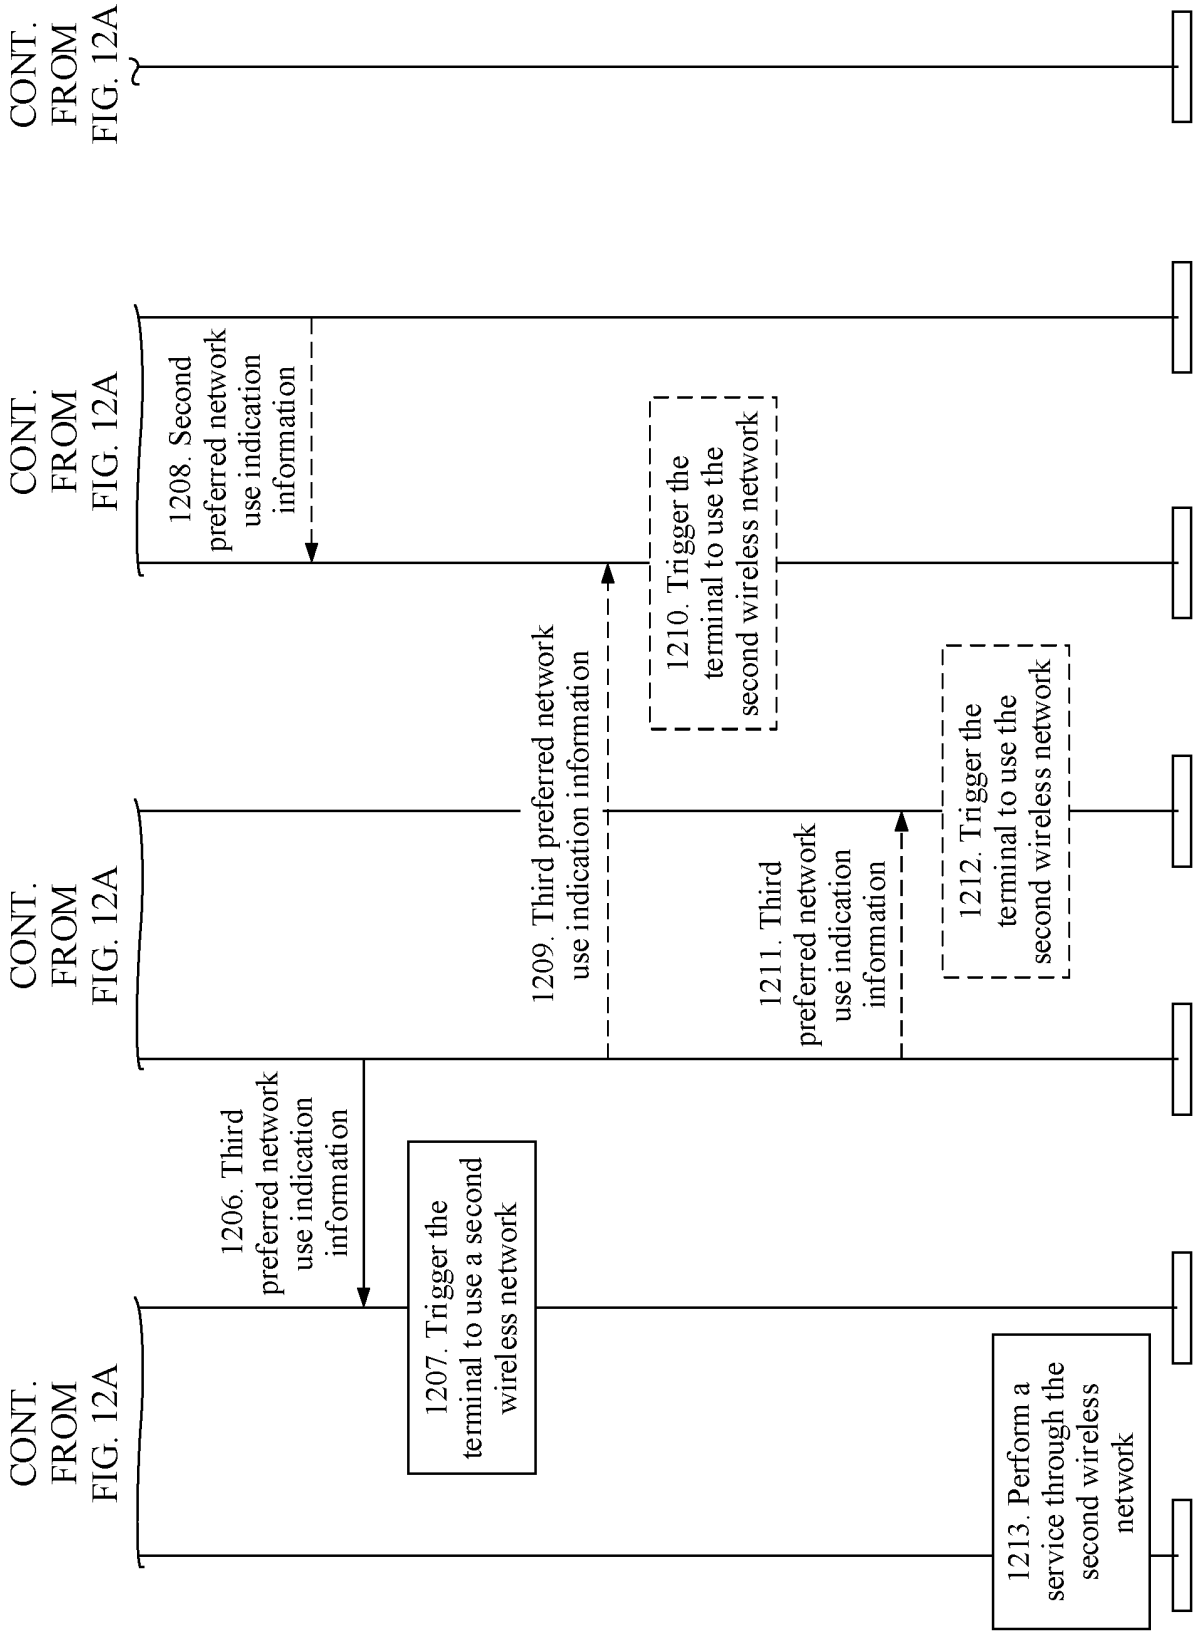 CONT.
FROM
FIG. 12A
CONT.
FROM
FIG. 12A
CONT.
FROM
FIG. 12A
CONT.
FROM
FIG. 12A
1206. Third
preferred network
use indication
information
1207. Trigger the
terminal to use a second
wireless network
1208. Second
preferred network
use indication
information
1209. Third preferred network
use indication information
1210. Trigger the
terminal to use the
second wireless network
1211. Third
preferred network
use indication
information
1212. Trigger the
terminal to use the
second wireless network
1213. Perform a
service through the
second wireless
network